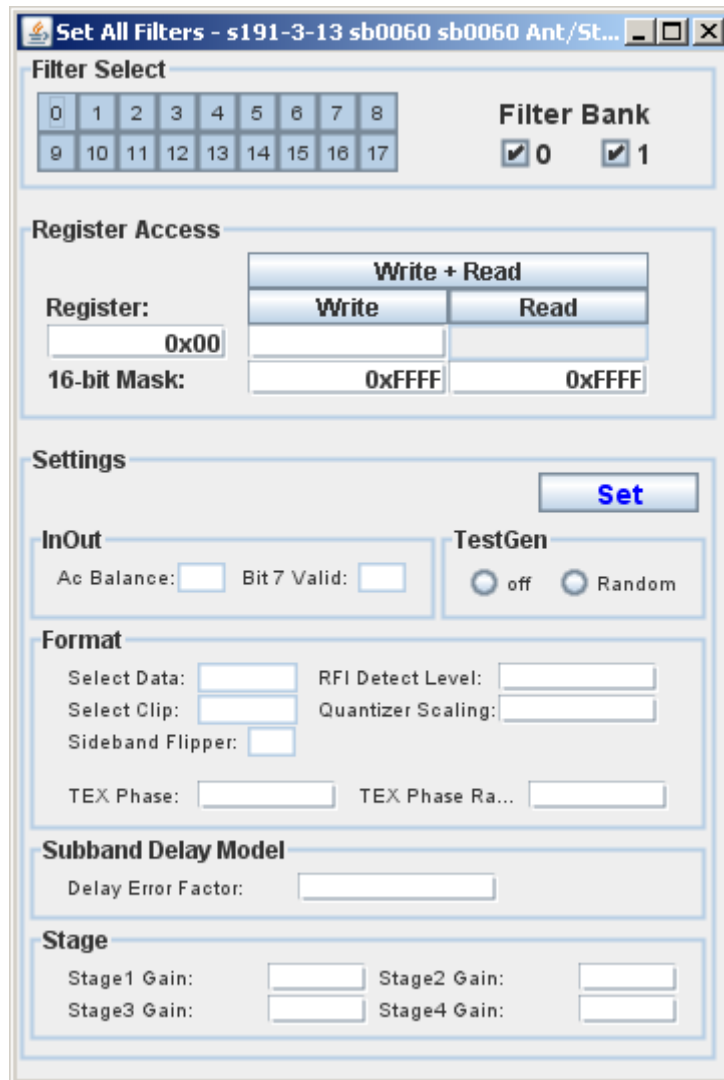 Set All Filters - s191-3-13 sb0060 sb0060 Ant/St...
Filter Select
0 1 2 3 4 5 6 7 8
9 10 11 12 13 14 15 16 17
Filter Bank
0 1
Register Access
Write + Read
Register: Write Read
0x00
16-bit Mask: 0xFFFF 0xFFFF
Settings
Set
InOut
Ac Balance: Bit 7 Valid:
TestGen
off Random
Format
Select Data: RFI Detect Level:
Select Clip: Quantizer Scaling:
Sideband Flipper:
TEX Phase: TEX Phase Ra...
Subband Delay Model
Delay Error Factor:
Stage
Stage1 Gain: Stage2 Gain:
Stage3 Gain: Stage4 Gain: